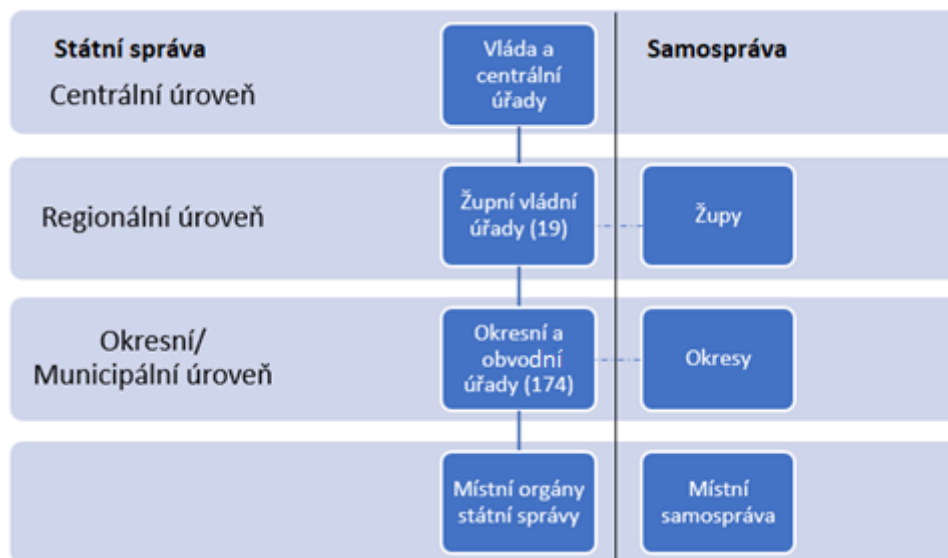 Státní správa
Centrální úroveň
Vláda a
centrální
úřady
Samospráva
Regionální úroveň
Župní vládní
úřady (19)
Župy
Okresní/
Municipální úroveň
Okresní a
obvodní
úřady (174)
Okresy
Místní orgány
státní správy
Místní
samospráva